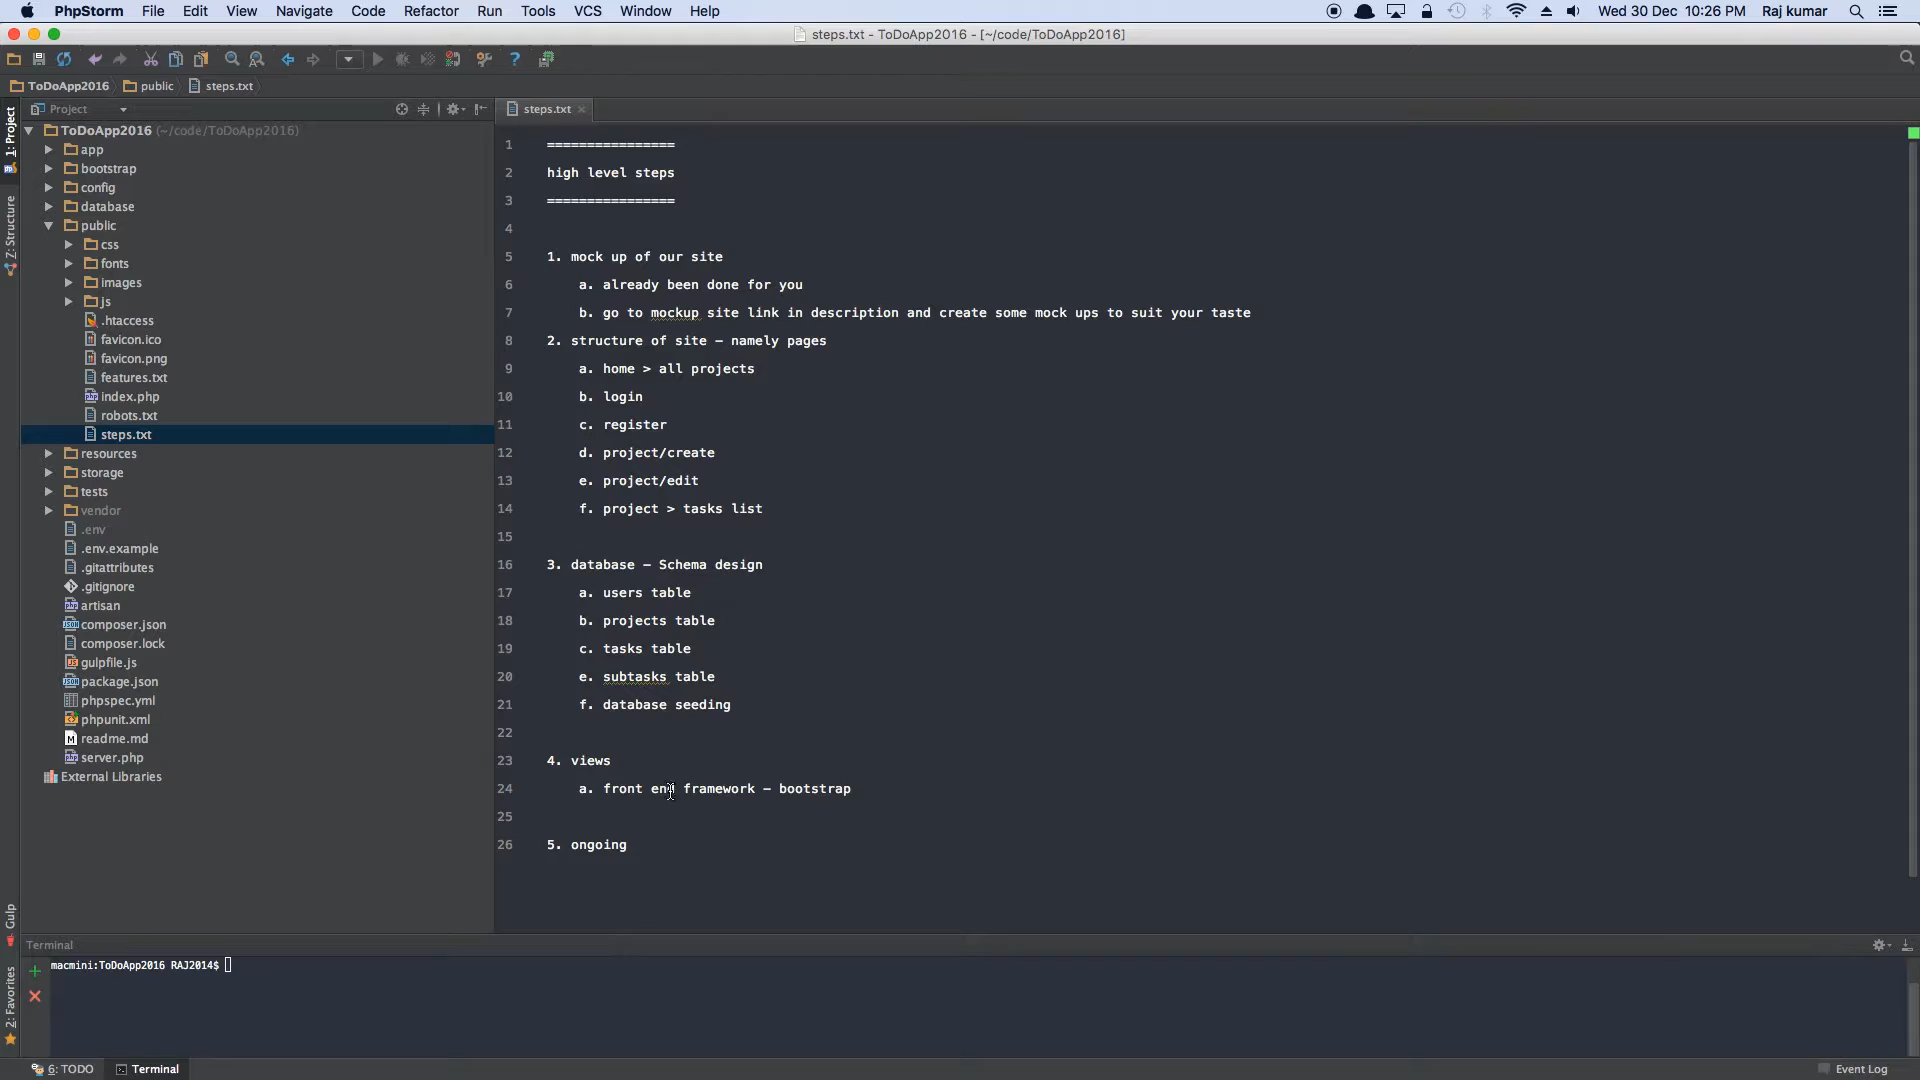 PhpStorm File Edit View Navigate Code Refactor Run Tools VCS Window Help Wed 30 Dec 10:26 PM Raj kumar
steps.txt - ToDoApp2016 - [~/code/ToDoApp2016]
ToDoApp2016 public steps.txt
Project
steps.txt
1: Project
Z: Structure
Gulp
2: Favorites
ToDoApp2016 (~/code/ToDoApp2016)
app
bootstrap
config
database
public
css
fonts
images
js
.htaccess
favicon.ico
favicon.png
features.txt
index.php
robots.txt
steps.txt
resources
storage
tests
vendor
.env
.env.example
.gitattributes
.gitignore
artisan
composer.json
composer.lock
gulpfile.js
package.json
phpspec.yml
phpunit.xml
readme.md
server.php
External Libraries
1 ================
2 high level steps
3 ================
4
5 1. mock up of our site
6 a. already been done for you
7 b. go to mockup site link in description and create some mock ups to suit your taste
8 2. structure of site - namely pages
9 a. home > all projects
10 b. login
11 c. register
12 d. project/create
13 e. project/edit
14 f. project > tasks list
15
16 3. database - Schema design
17 a. users table
18 b. projects table
19 c. tasks table
20 e. subtasks table
21 f. database seeding
22
23 4. views
24 a. front end framework - bootstrap
25
26 5. ongoing
Terminal
macmini:ToDoApp2016 RAJ2014$
6: TODO Terminal Event Log